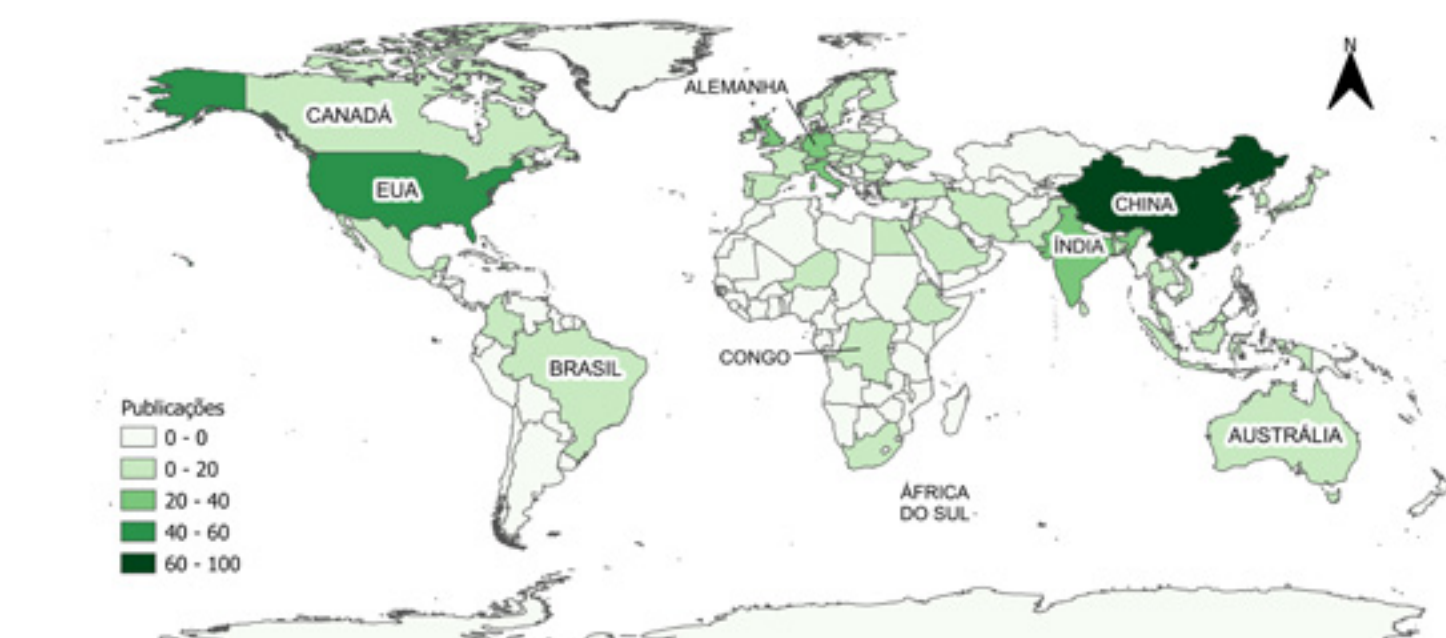 N
ALEMANHA
CANADÁ
EUA
CHINA
ÍNDIA
CONGO
BRASIL
AUSTRÁLIA
ÁFRICA
DO SUL
Publicações
0 - 0
0 - 20
20 - 40
40 - 60
60 - 100